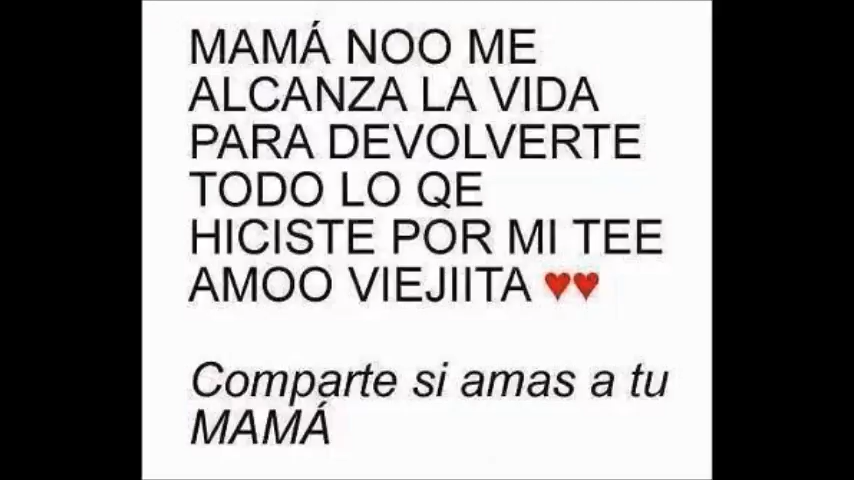 MAMÁ NOO ME
ALCANZA LA VIDA
PARA DEVOLVERTE
TODO LO QE
HICISTE POR MI TEE
AMOO VIEJIITA ♥♥
Comparte si amas a tu
MAMÁ